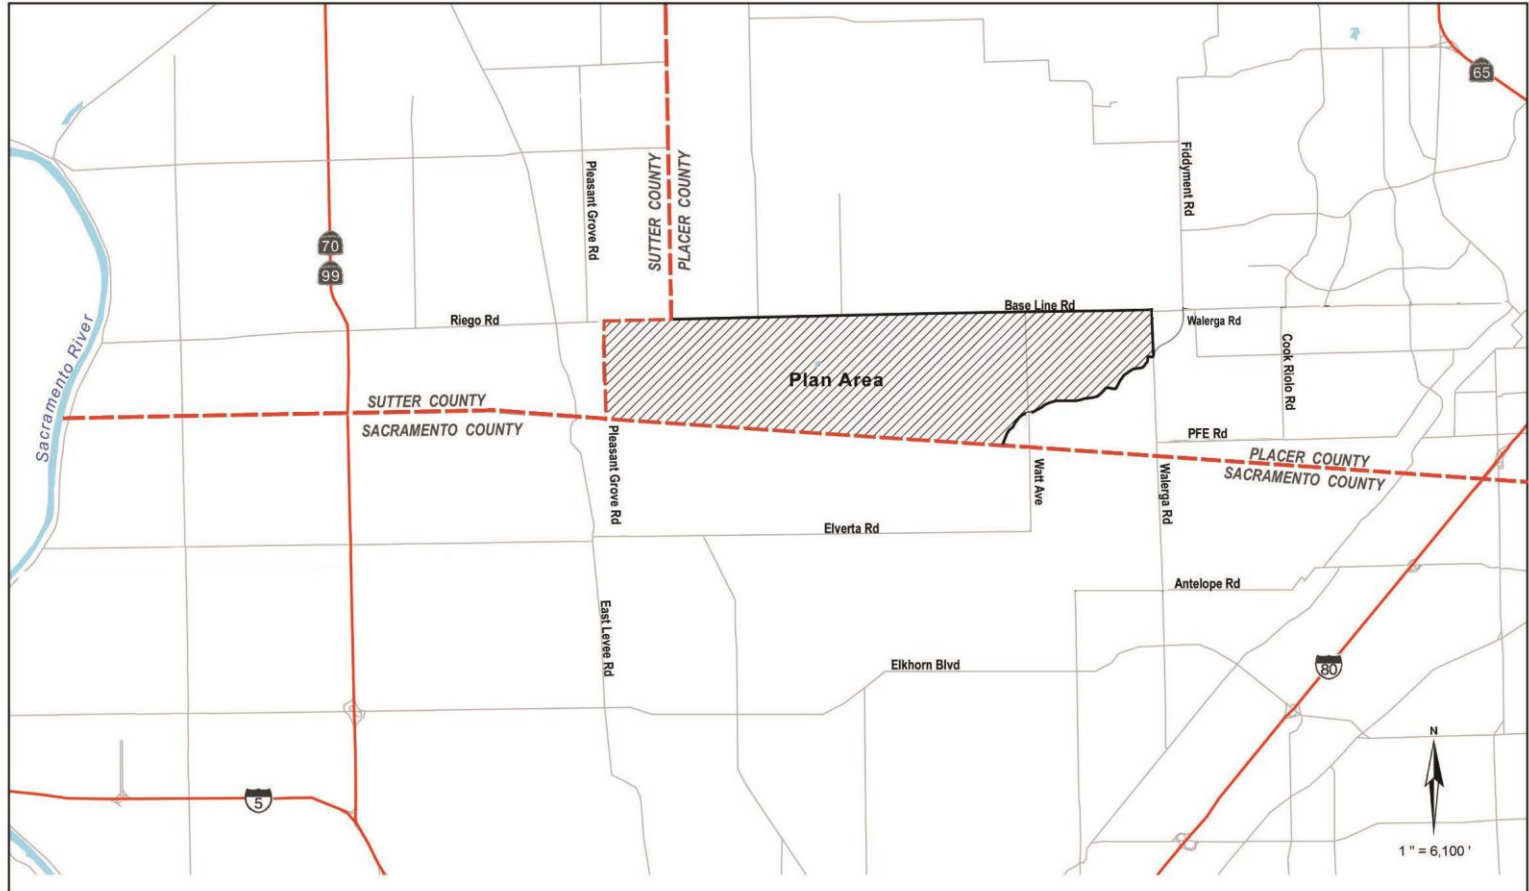 65
Fiddyment Rd
Pleasant Grove Rd
SUTTER COUNTY
PLACER COUNTY
70
99
Base Line Rd
Riego Rd
Walerga Rd
Sacramento River
Cook Riolo Rd
Plan Area
SUTTER COUNTY
SACRAMENTO COUNTY
PFE Rd
PLACER COUNTY
SACRAMENTO COUNTY
Pleasant Grove Rd
Watt Ave
Walerga Rd
Elverta Rd
Antelope Rd
East Levee Rd
Elkhorn Blvd
80
N
5
1 " = 6,100 '